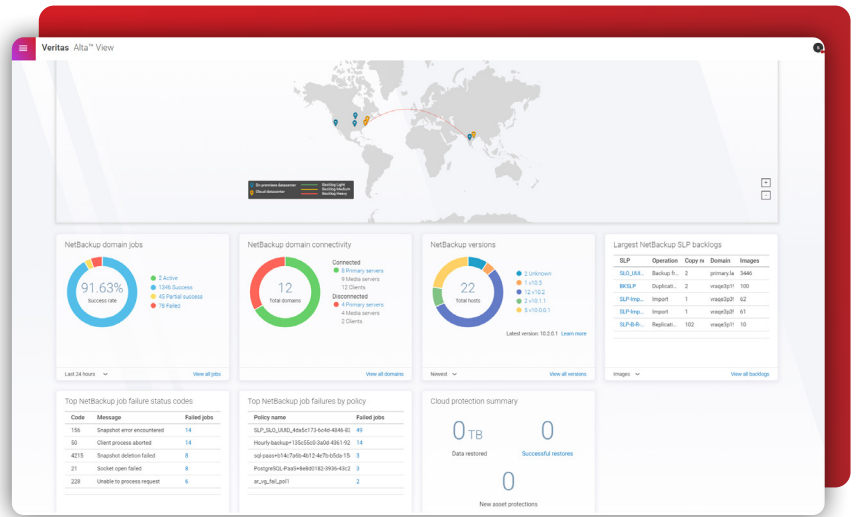 Veritas Alta™ View
On-premises datacenter
Cloud datacenter
Backlog Light
Backlog Medium
Backlog Heavy
+
-
NetBackup domain jobs
91.63%
Success rate
2 Active
1346 Success
45 Partial success
78 Failed
Last 24 hours
View all jobs
NetBackup domain connectivity
12
Total domains
Connected
8 Primary servers
9 Media servers
12 Clients
Disconnected
4 Primary servers
4 Media servers
2 Clients
View all domains
NetBackup versions
22
Total hosts
2 Unknown
1 v10.3
12 v10.2
2 v10.1.1
5 v10.0.0.1
Latest version: 10.2.0.1 Learn more
Newest
View all versions
Largest NetBackup SLP backlogs
SLP Operation Copy nr Domain Images
SLO_UUI... Backup fr.. 2 primary.la 3446
BKSLP Duplicati... 2 100
SLP-Imp... Import 1 62
SLP-Imp... Import 1 61
SLP-B-R-... Replicati... 102 10
Images
View all backlogs
Top NetBackup job failure status codes
Code Message Failed jobs
156 Snapshot error encountered 14
50 Client process aborted 14
4215 Snapshot deletion failed 8
21 Socket open failed 8
228 Unable to process request 6
Top NetBackup job failures by policy
Policy name Failed jobs
49
14
3
3
ar_vg_fail_pol1 2
Cloud protection summary
0 TB
Data restored
0
Successful restores
0
New asset protections